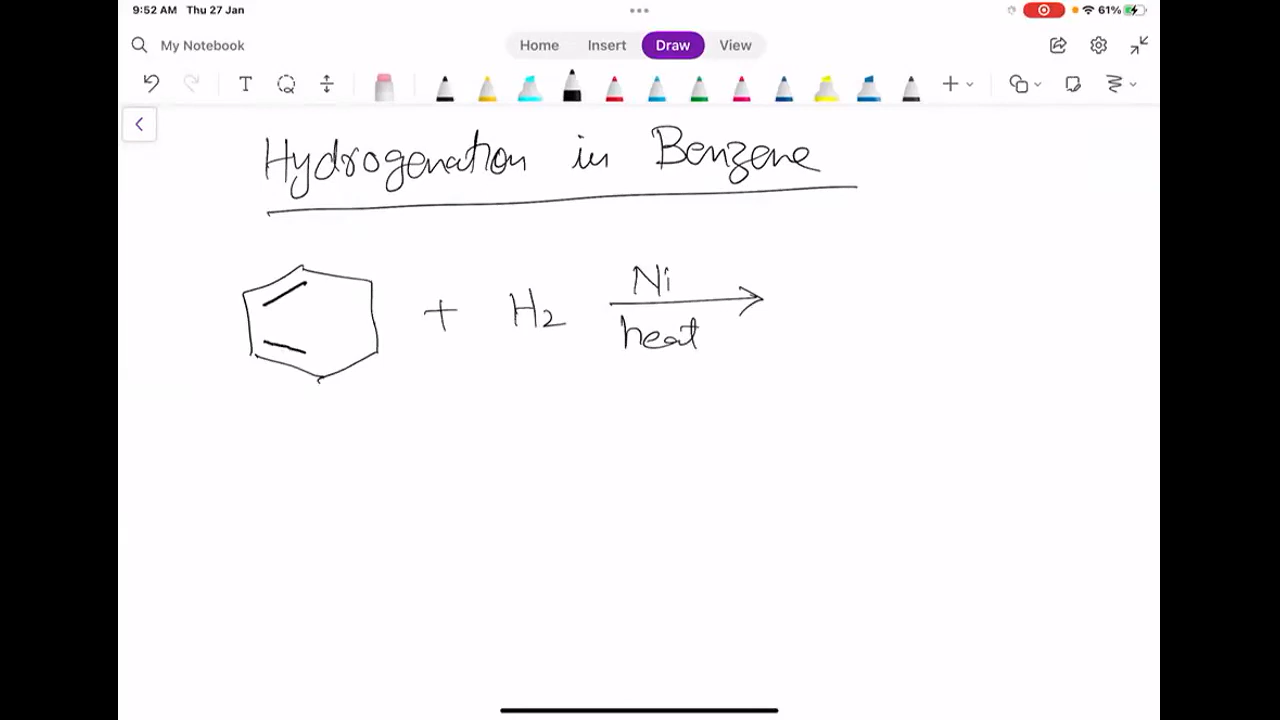 9:52 AM Thu 27 Jan
61%
My Notebook
Home Insert Draw View
T
Hydrogenation in Benzene
+ H2 Ni
heat